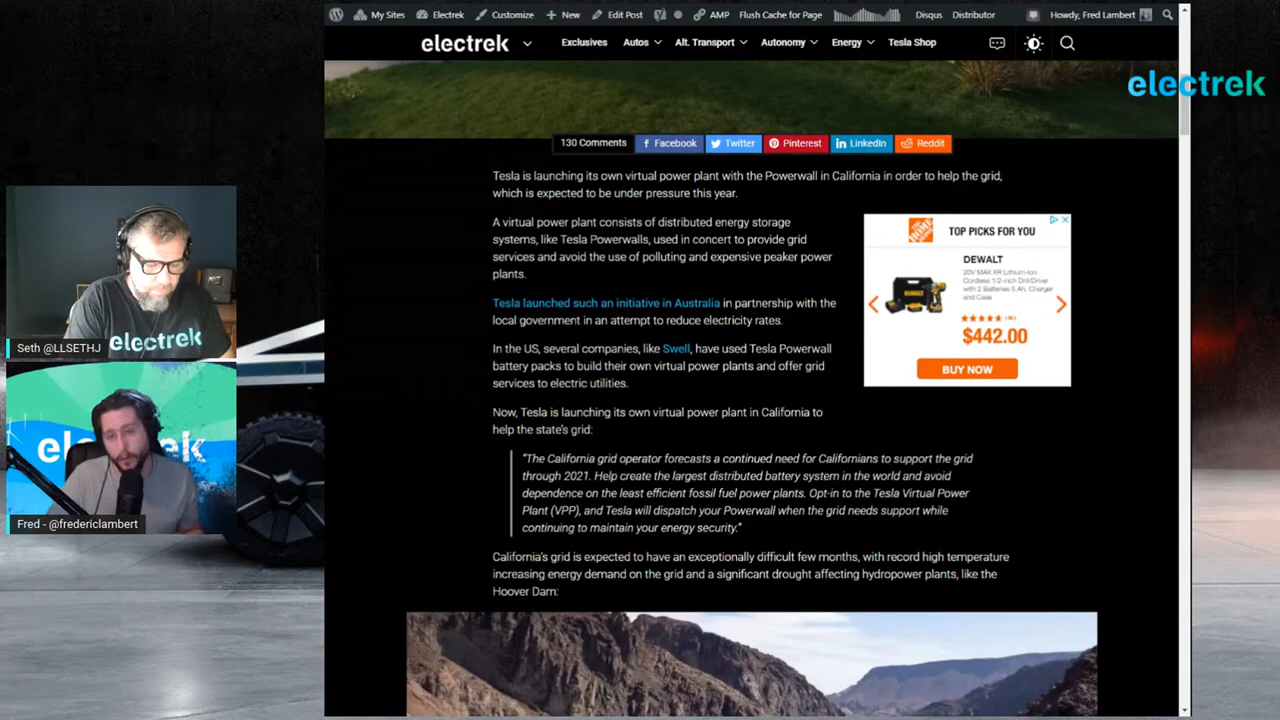 My Sites Electrek Customize New Edit Post AMP Flush Cache for Page Disqus Distributor Howdy, Fred Lambert
electrek Exclusives Autos Alt. Transport Autonomy Energy Tesla Shop
electrek
130 Comments Facebook Twitter Pinterest LinkedIn Reddit
Tesla is launching its own virtual power plant with the Powerwall in California in order to help the grid,
which is expected to be under pressure this year.
A virtual power plant consists of distributed energy storage
systems, like Tesla Powerwalls, used in concert to provide grid
services and avoid the use of polluting and expensive peaker power
plants.
Tesla launched such an initiative in Australia in partnership with the
local government in an attempt to reduce electricity rates.
In the US, several companies, like Swell, have used Tesla Powerwall
battery packs to build their own virtual power plants and offer grid
services to electric utilities.
Now, Tesla is launching its own virtual power plant in California to
help the state's grid:
"The California grid operator forecasts a continued need for Californians to support the grid
through 2021. Help create the largest distributed battery system in the world and avoid
dependence on the least efficient fossil fuel power plants. Opt-in to the Tesla Virtual Power
Plant (VPP), and Tesla will dispatch your Powerwall when the grid needs support while
continuing to maintain your energy security."
California's grid is expected to have an exceptionally difficult few months, with record high temperature
increasing energy demand on the grid and a significant drought affecting hydropower plants, like the
Hoover Dam:
TOP PICKS FOR YOU
DEWALT
20V MAX XR Lithium-Ion
Cordless 1/2-inch Drill/Driver
with 2 Batteries 5 Ah, Charger
and Case
$442.00
BUY NOW
electrek
Seth @LLSETHJ
Fred - @fredericlambert